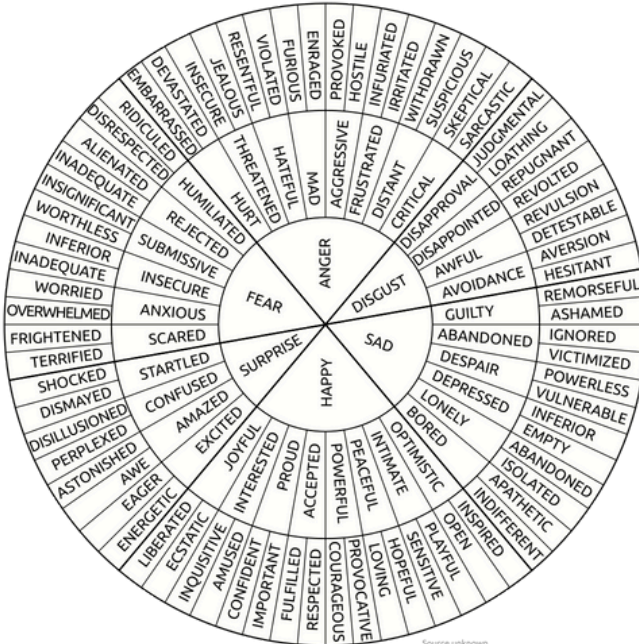 ANGER
DISGUST
SAD
HAPPY
SURPRISE
FEAR
HURT
THREATENED
HATEFUL
MAD
AGGRESSIVE
FRUSTRATED
DISTANT
CRITICAL
DISAPPROVAL
DISAPPOINTED
AWFUL
AVOIDANCE
GUILTY
ABANDONED
DESPAIR
DEPRESSED
LONELY
BORED
OPTIMISTIC
INTIMATE
PEACEFUL
POWERFUL
ACCEPTED
PROUD
INTERESTED
JOYFUL
EXCITED
AMAZED
CONFUSED
STARTLED
SCARED
ANXIOUS
INSECURE
SUBMISSIVE
REJECTED
HUMILIATED
EMBARRASSED
DEVASTATED
INSECURE
JEALOUS
RESENTFUL
VIOLATED
FURIOUS
ENRAGED
PROVOKED
HOSTILE
INFURIATED
IRRITATED
WITHDRAWN
SUSPICIOUS
SKEPTICAL
SARCASTIC
JUDGMENTAL
LOATHING
REPUGNANT
REVOLTED
REVULSION
DETESTABLE
AVERSION
HESITANT
REMORSEFUL
ASHAMED
IGNORED
VICTIMIZED
POWERLESS
VULNERABLE
INFERIOR
EMPTY
ABANDONED
ISOLATED
APATHETIC
INDIFFERENT
INSPIRED
OPEN
PLAYFUL
SENSITIVE
HOPEFUL
LOVING
PROVOCATIVE
COURAGEOUS
RESPECTED
FULFILLED
IMPORTANT
CONFIDENT
AMUSED
INQUISITIVE
ECSTATIC
LIBERATED
ENERGETIC
EAGER
AWE
ASTONISHED
PERPLEXED
DISILLUSIONED
DISMAYED
SHOCKED
TERRIFIED
FRIGHTENED
OVERWHELMED
WORRIED
INADEQUATE
INFERIOR
WORTHLESS
INSIGNIFICANT
INADEQUATE
ALIENATED
DISRESPECTED
RIDICULED
Source unknown